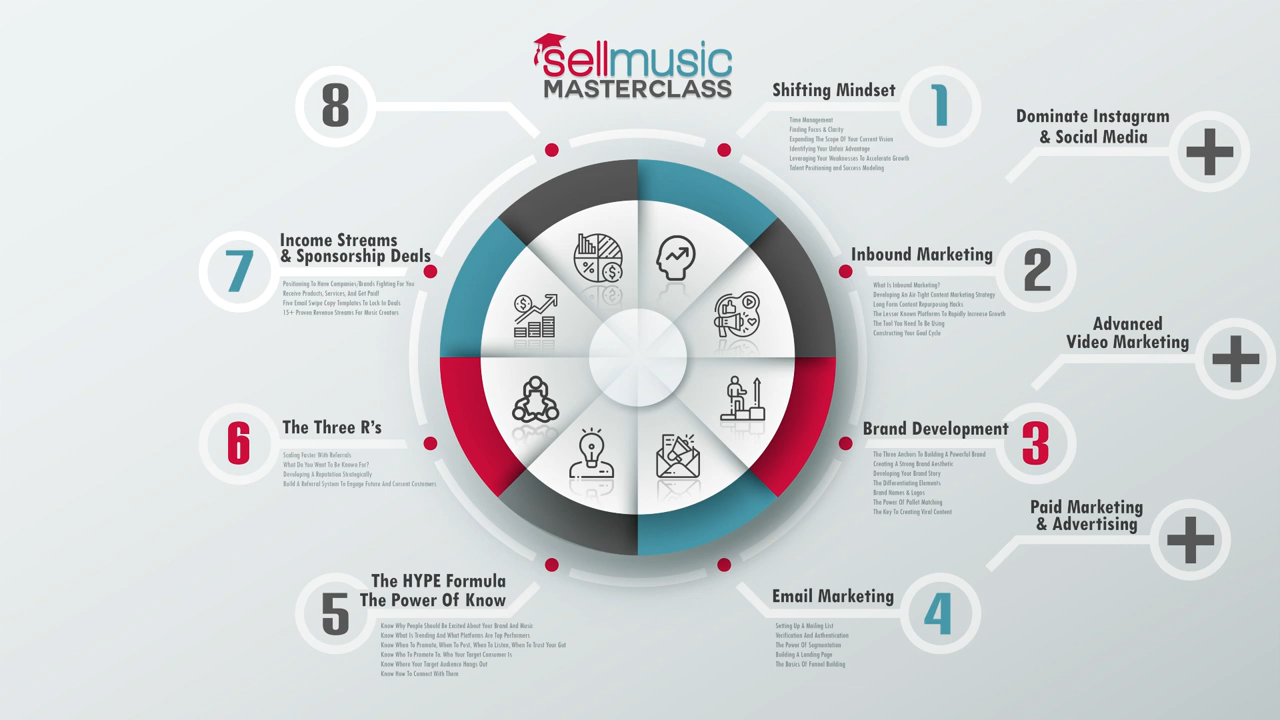 sellmusic
MASTERCLASS
1
Shifting Mindset
Time Management
Finding Focus & Clarity
Expanding The Scope Of Your Current Vision
Identifying Your Unfair Advantage
Leveraging Your Weaknesses To Accelerate Growth
Talent Positioning and Success Modeling
Dominate Instagram
& Social Media
+
2
Inbound Marketing
What Is Inbound Marketing?
Developing An Air Tight Content Marketing Strategy
Long Form Content Repurposing Hacks
The Lesser Known Platforms To Rapidly Increase Growth
The Tool You Need To Be Using
Constructing Your Goal Cycle
Advanced
Video Marketing
+
3
Brand Development
The Three Anchors To Building A Powerful Brand
Creating A Strong Brand Aesthetic
Developing Your Brand Story
The Differentiating Elements
Brand Names & Logos
The Power Of Pallet Matching
The Key To Creating Viral Content
Paid Marketing
& Advertising
+
4
Email Marketing
Setting Up A Mailing List
Verification And Authentication
The Power Of Segmentation
Building A Landing Page
The Basics Of Funnel Building
5
The HYPE Formula
The Power Of Know
Know Why People Should Be Excited About Your Brand And Music
Know What Is Trending And What Platforms Are Top Performers
Know When To Promote, When To Post, When To Listen, When To Trust Your Gut
Know Who To Promote To. Who Your Target Consumer Is
Know Where Your Target Audience Hangs Out
Know How To Connect With Them
6
The Three R's
Scaling Faster With Referrals
What Do You Want To Be Known For?
Developing A Reputation Strategically
Build A Referral System To Engage Future And Current Customers
7
Income Streams
& Sponsorship Deals
Positioning To Have Companies/Brands Fighting For You
Receive Products, Services, And Get Paid!
Five Email Swipe Copy Templates To Lock In Deals
15+ Proven Revenue Streams For Music Creators
8